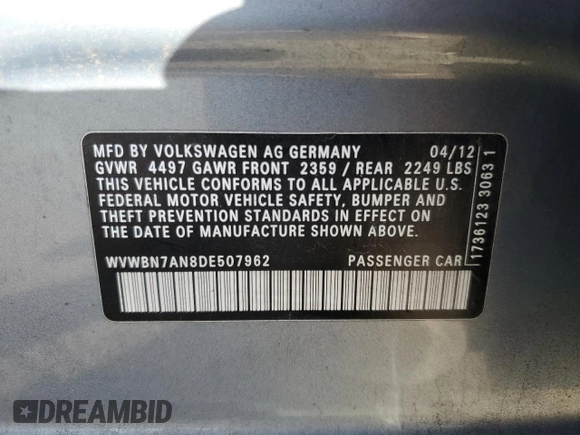 MFD BY VOLKSWAGEN AG GERMANY 04/12
GVWR 4497 GAWR FRONT 2359 / REAR 2249 LBS
THIS VEHICLE CONFORMS TO ALL APPLICABLE U.S.
FEDERAL MOTOR VEHICLE SAFETY, BUMPER AND
THEFT PREVENTION STANDARDS IN EFFECT ON
THE DATE OF MANUFACTURE SHOWN ABOVE.
WVWBN7AN8DE507962 PASSENGER CAR
1736123 3063 1
DREAMBID